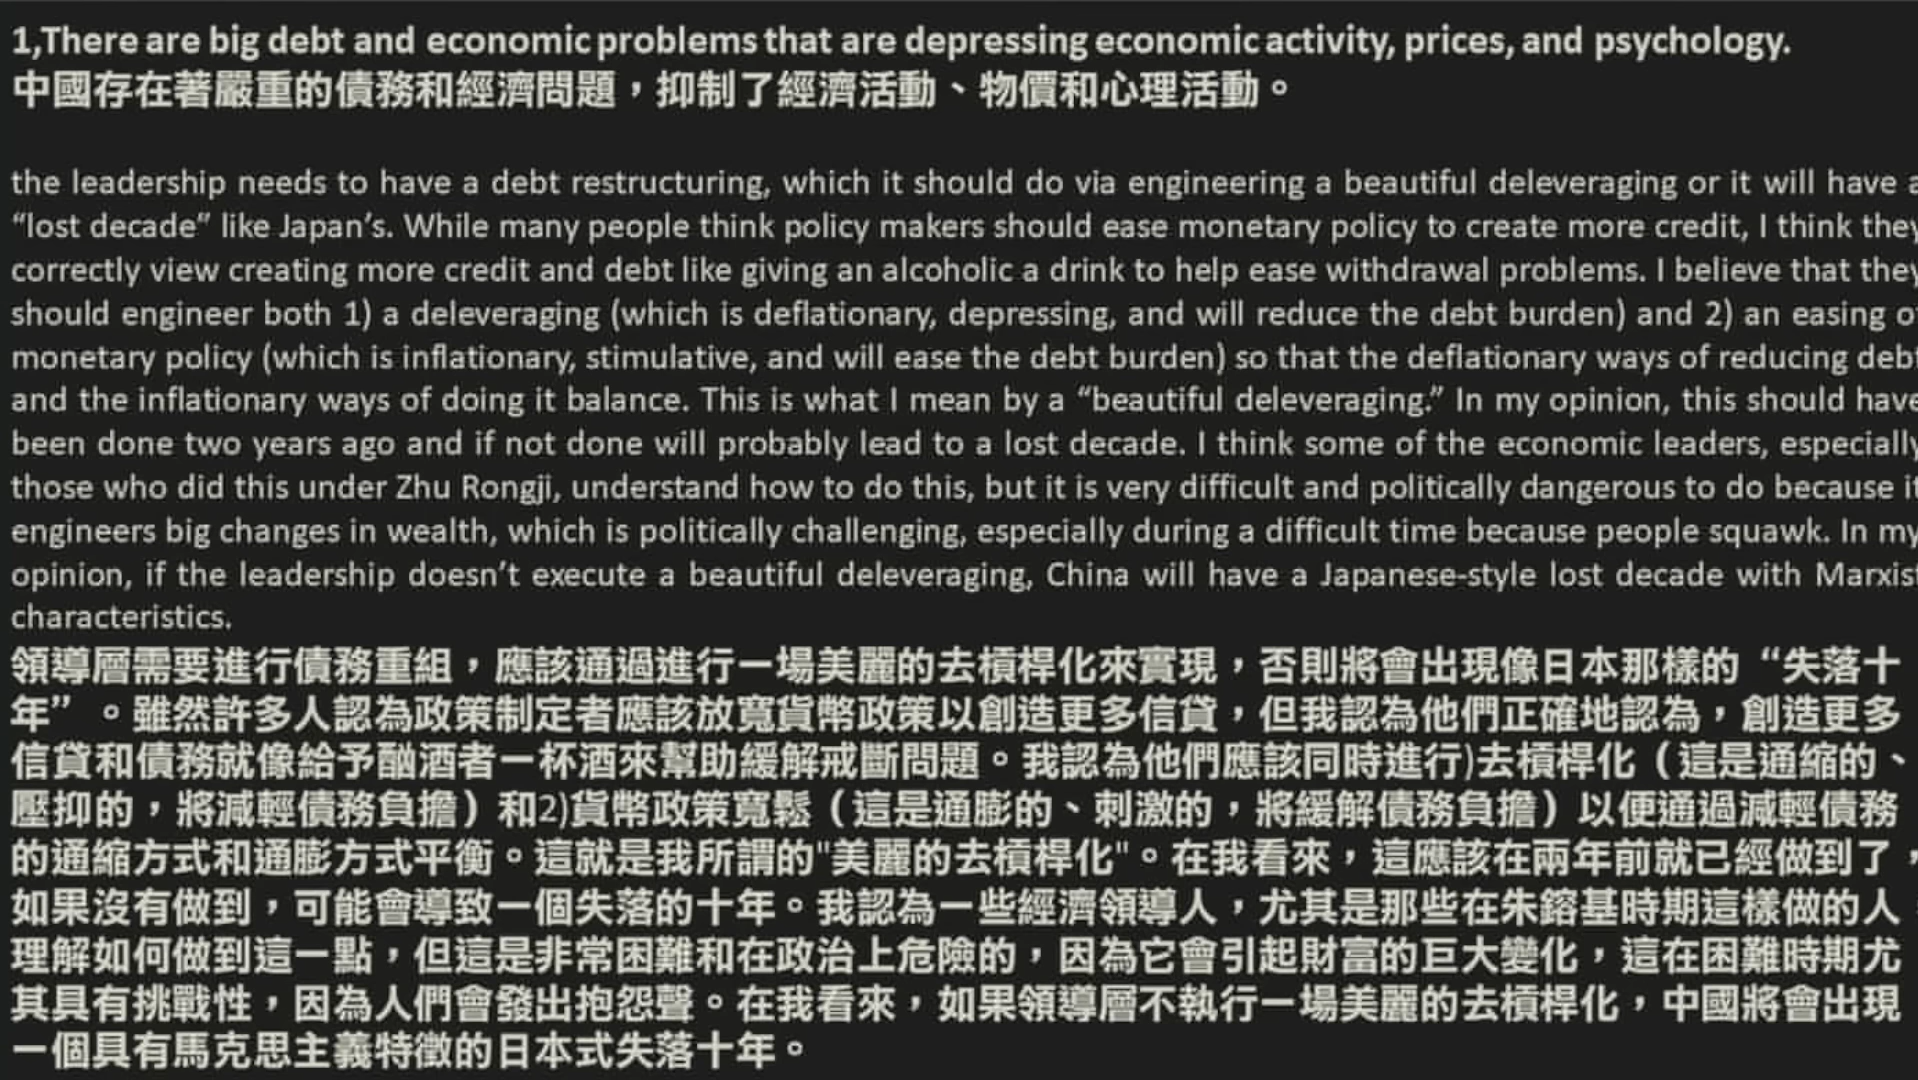 1,There are big debt and economic problems that are depressing economic activity, prices, and psychology.
中國存在著嚴重的債務和經濟問題，抑制了經濟活動、物價和心理活動。
the leadership needs to have a debt restructuring, which it should do via engineering a beautiful deleveraging or it will have a
“lost decade” like Japan’s. While many people think policy makers should ease monetary policy to create more credit, I think they
correctly view creating more credit and debt like giving an alcoholic a drink to help ease withdrawal problems. I believe that they
should engineer both 1) a deleveraging (which is deflationary, depressing, and will reduce the debt burden) and 2) an easing of
monetary policy (which is inflationary, stimulative, and will ease the debt burden) so that the deflationary ways of reducing debt
and the inflationary ways of doing it balance. This is what I mean by a “beautiful deleveraging.” In my opinion, this should have
been done two years ago and if not done will probably lead to a lost decade. I think some of the economic leaders, especially
those who did this under Zhu Rongji, understand how to do this, but it is very difficult and politically dangerous to do because it
engineers big changes in wealth, which is politically challenging, especially during a difficult time because people squawk. In my
opinion, if the leadership doesn’t execute a beautiful deleveraging, China will have a Japanese-style lost decade with Marxist
characteristics.
領導層需要進行債務重組，應該通過進行一場美麗的去槓桿化來實現，否則將會出現像日本那樣的“失落十
年”。雖然許多人認為政策制定者應該放寬貨幣政策以創造更多信貸，但我認為他們正確地認為，創造更多
信貸和債務就像給予酗酒者一杯酒來幫助緩解戒斷問題。我認為他們應該同時進行)去槓桿化（這是通縮的、
壓抑的，將減輕債務負擔）和2)貨幣政策寬鬆（這是通膨的、刺激的，將緩解債務負擔）以便通過減輕債務
的通縮方式和通膨方式平衡。這就是我所謂的"美麗的去槓桿化"。在我看來，這應該在兩年前就已經做到了，
如果沒有做到，可能會導致一個失落的十年。我認為一些經濟領導人，尤其是那些在朱鎔基時期這樣做的人
理解如何做到這一點，但這是非常困難和在政治上危險的，因為它會引起財富的巨大變化，這在困難時期尤
其具有挑戰性，因為人們會發出抱怨聲。在我看來，如果領導層不執行一場美麗的去槓桿化，中國將會出現
一個具有馬克思主義特徵的日本式失落十年。